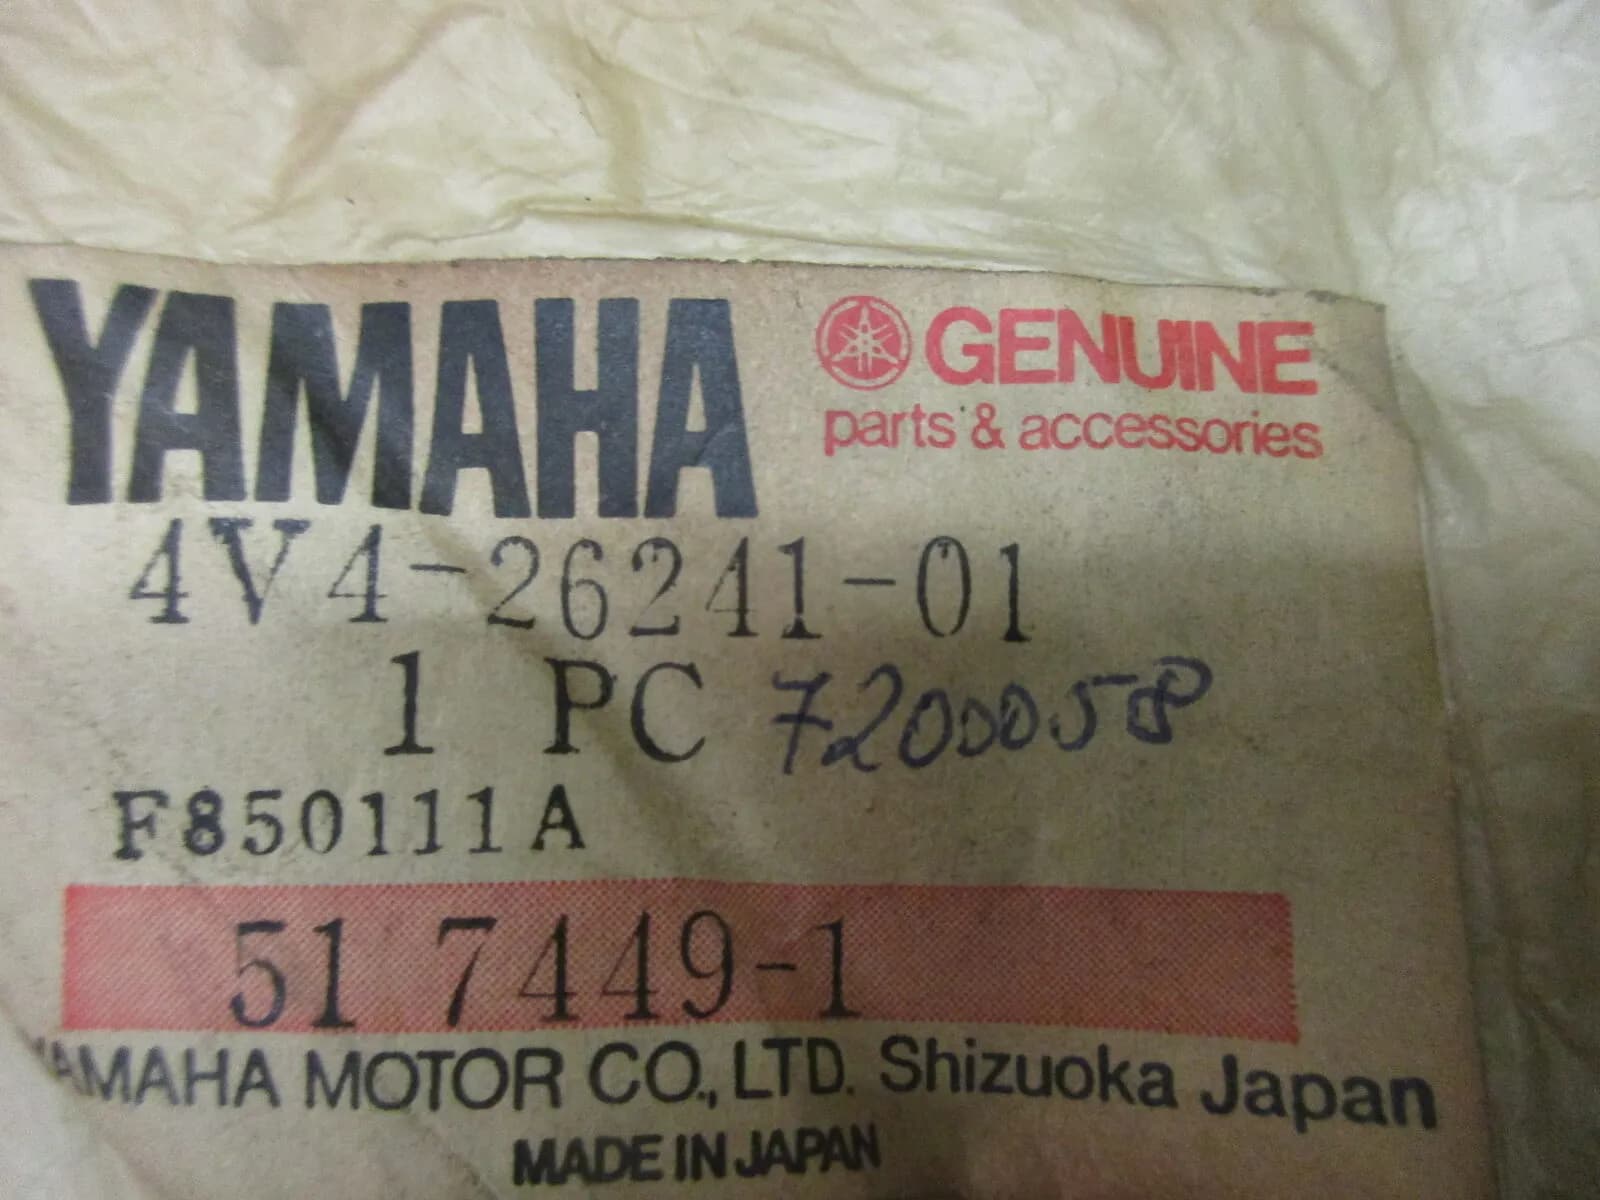 YAMAHA GENUINE
parts & accessories
4V4-26241-01
1 PC 7200058
F850111A
51 7449-1
YAMAHA MOTOR CO., LTD. Shizuoka Japan
MADE IN JAPAN